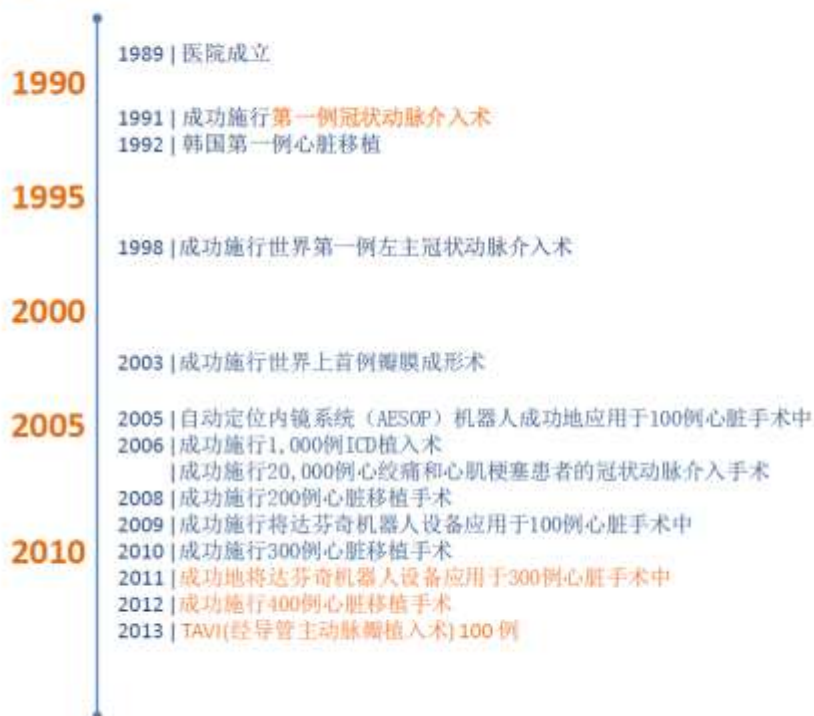 1989 | 医院成立
1990
1991 | 成功施行第一例冠状动脉介入术
1992 | 韩国第一例心脏移植
1995
1998 |成功施行世界第一例左主冠状动脉介入术
2000
2003 |成功施行世界上首例瓣膜成形术
2005
2005 |自动定位内镜系统（AESOP）机器人成功地应用于100例心脏手术中
2006 |成功施行1,000例ICD植入术
|成功施行20,000例心绞痛和心肌梗塞患者的冠状动脉介入手术
2008 |成功施行200例心脏移植手术
2009 |成功施行将达芬奇机器人设备应用于100例心脏手术中
2010
2010 |成功施行300例心脏移植手术
2011 |成功地将达芬奇机器人设备应用于300例心脏手术中
2012 |成功施行400例心脏移植手术
2013 | TAVI(经导管主动脉瓣植入术) 100 例